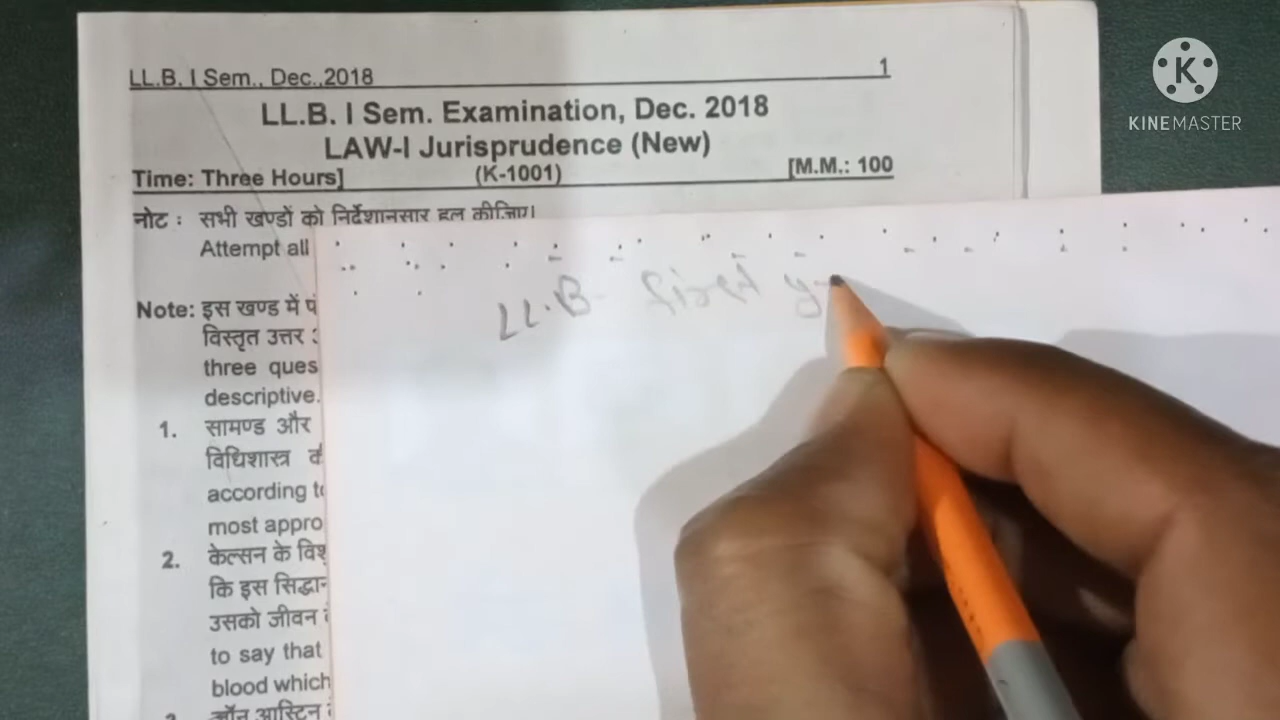 LL.B. I Sem., Dec.,2018 1
LL.B. I Sem. Examination, Dec. 2018
LAW-I Jurisprudence (New)
Time: Three Hours] (K-1001) [M.M.: 100
नोट : सभी खण्डों को निर्देशानुसार हल कीजिए।
Attempt all
Note: इस खण्ड में
विस्तृत उत्तर
three ques
descriptive.
1. सामण्ड और
विधिशास्त्र
according to
most appro
2. केल्सन के
कि इस
उसको जीवन
to say that
blood which
LL.B- first
KINEMASTER